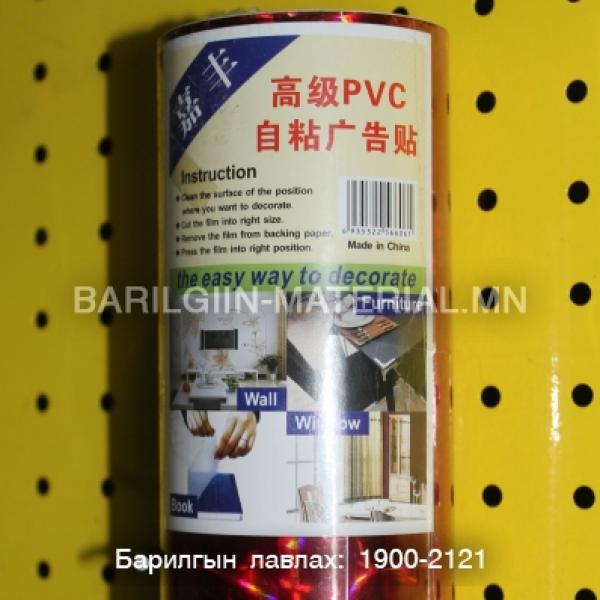 嘉丰
高级PVC
自粘广告贴
Instruction
Clean the surface of the position
where you want to decorate.
Cut the film into right size.
Remove the film from backing paper.
Press the film into right position.
6935322566061
Made in China
the easy way to decorate
BARILGIIN-MATERIAL.MN
Furniture
Wall
Window
Book
Барилгын лавлах: 1900-2121